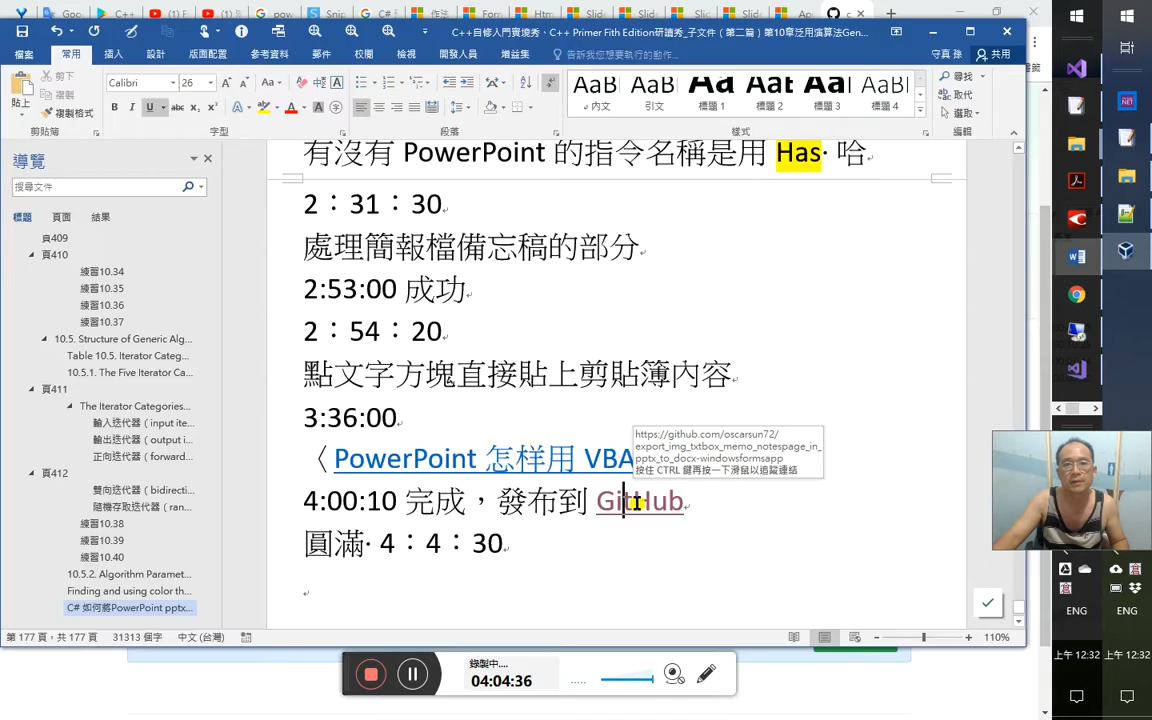 C++
Goo
C++
(1) F
(1)
pow
Snip
C# F
作法
Form
Html
Slid
Slid
Slid
Slid
Ap
c
C++自修入門實境秀、C++ Primer Fith Edition研讀秀_子文件（第二篇）第10章泛用演算法Gen...
檔案
常用
插入
設計
版面配置
參考資料
郵件
校閱
檢視
開發人員
增益集
告訴我您想要執行的動作...
守真 孫
共用
貼上
剪下
複製
複製格式
剪貼簿
Calibri
26
字型
段落
AaB
內文
AaB
引文
Aa
標題 1
AaB
標題 2
AaB
標題 3
AaB
標題 4
樣式
尋找
取代
選取
編輯
導覽
搜尋文件
標題
頁面
結果
頁409
頁410
練習10.34
練習10.35
練習10.36
練習10.37
10.5. Structure of Generic Alg...
Table 10.5. Iterator Categ...
10.5.1. The Five Iterator Ca...
頁411
The Iterator Categories...
輸入迭代器（input ite...
輸出迭代器（output i...
正向迭代器（forward...
頁412
雙向迭代器（bidirecti...
隨機存取迭代器（rand...
練習10.38
練習10.39
練習10.40
10.5.2. Algorithm Paramet...
Finding and using color th...
C# 如何將PowerPoint pptx...
有沒有 PowerPoint 的指令名稱是用 Has· 哈
2：31：30
處理簡報檔備忘稿的部分
2:53:00 成功
2：54：20
點文字方塊直接貼上剪貼簿內容
3:36:00
〈PowerPoint 怎样用 VBA
https://github.com/oscarsun72/
export_img_txtbox_memo_notespage_in_
pptx_to_docx-windowsformsapp
按住 CTRL 鍵再按一下滑鼠以追蹤連結
4:00:10 完成，發布到 GitHub
圓滿· 4：4：30
第 177 頁，共 177 頁
31313 個字
中文 (台灣)
110%
錄製中....
04:04:36
ENG
ENG
上午 12:32
上午 12:32